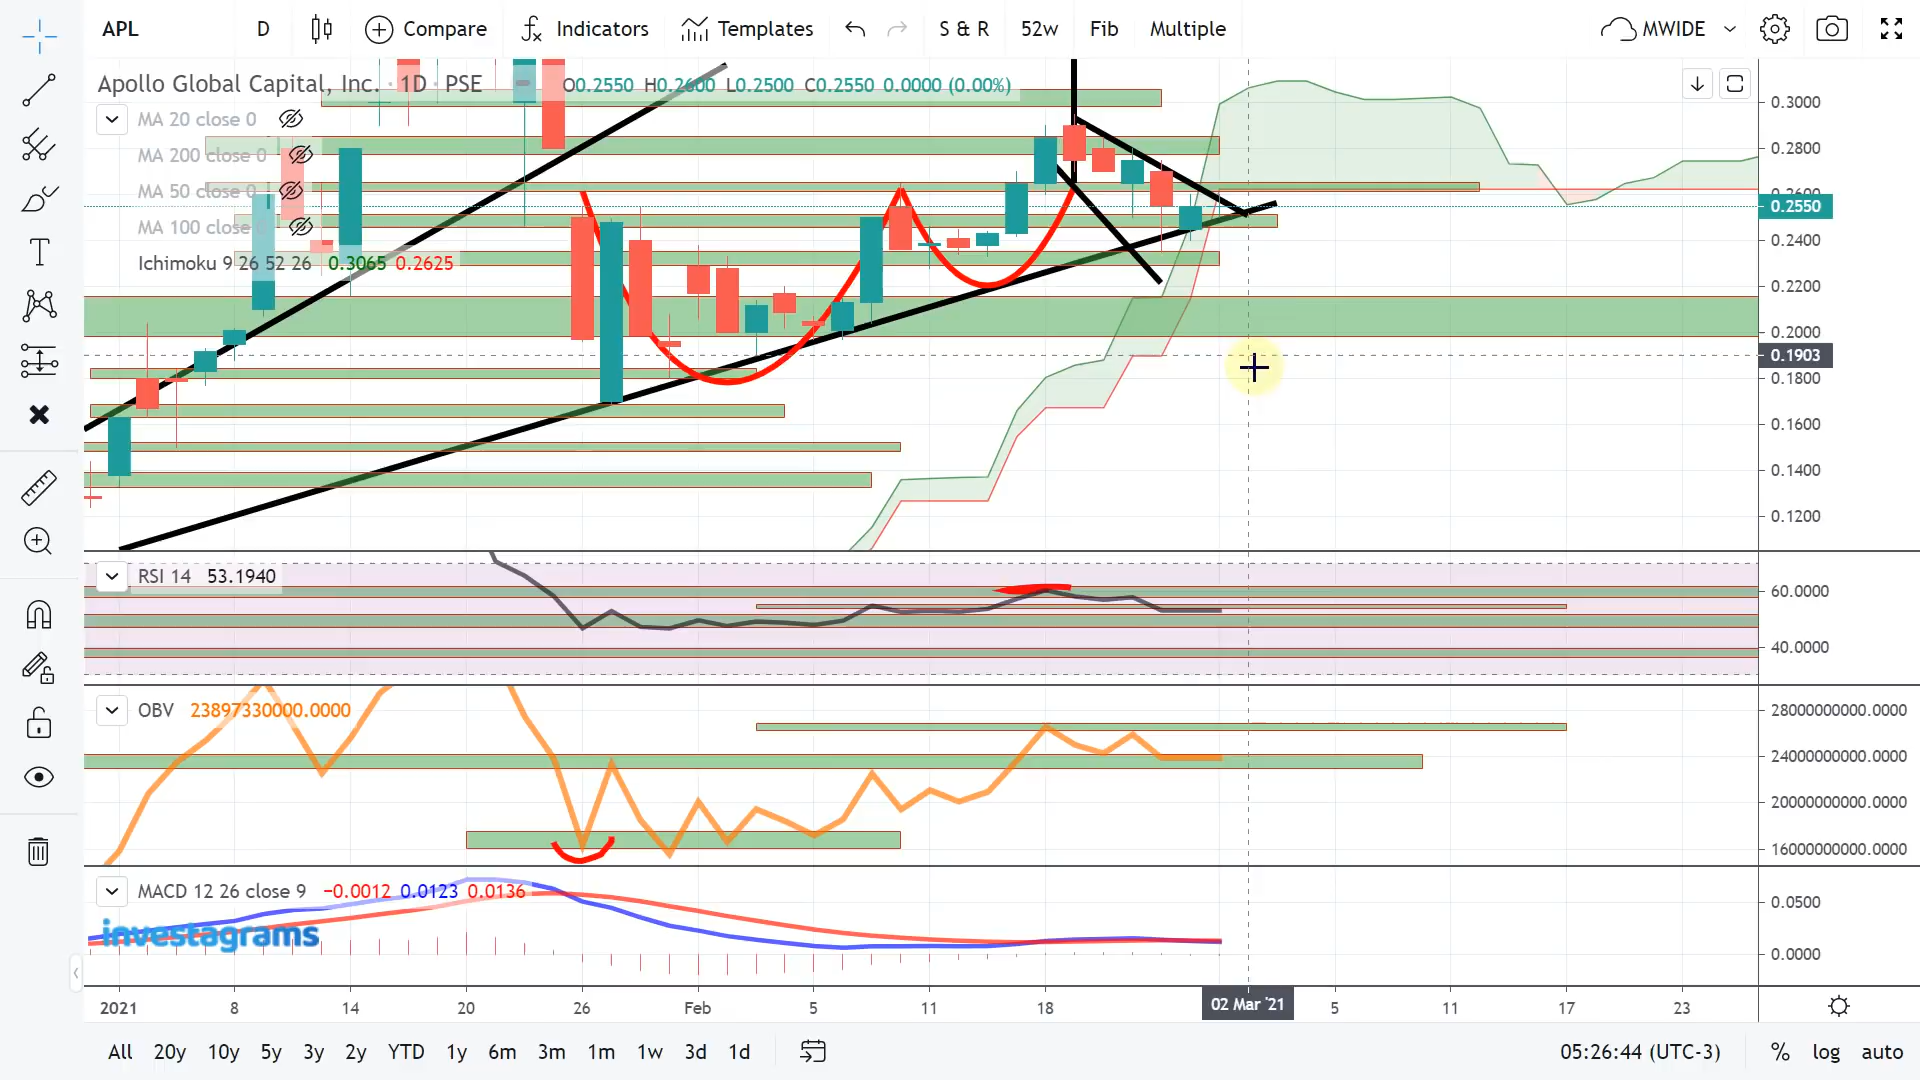 APL D Compare Indicators Templates S & R 52w Fib Multiple MWIDE
Apollo Global Capital, Inc. · 1D · PSE O0.2550 H0.2600 L0.2500 C0.2550 0.0000 (0.00%)
MA 20 close 0
MA 200 close 0
MA 50 close 0
MA 100 close 0
Ichimoku 9 26 52 26 0.3065 0.2625
0.3000
0.2800
0.2600
0.2550
0.2400
0.2200
0.2000
0.1903
0.1800
0.1600
0.1400
0.1200
RSI 14 53.1940
60.0000
40.0000
OBV 23897330000.0000
28000000000.0000
24000000000.0000
20000000000.0000
16000000000.0000
MACD 12 26 close 9 −0.0012 0.0123 0.0136
0.0500
0.0000
investagrams
2021 8 14 20 26 Feb 5 11 18 02 Mar '21 5 11 17 23
All 20y 10y 5y 3y 2y YTD 1y 6m 3m 1m 1w 3d 1d 05:26:44 (UTC-3) % log auto